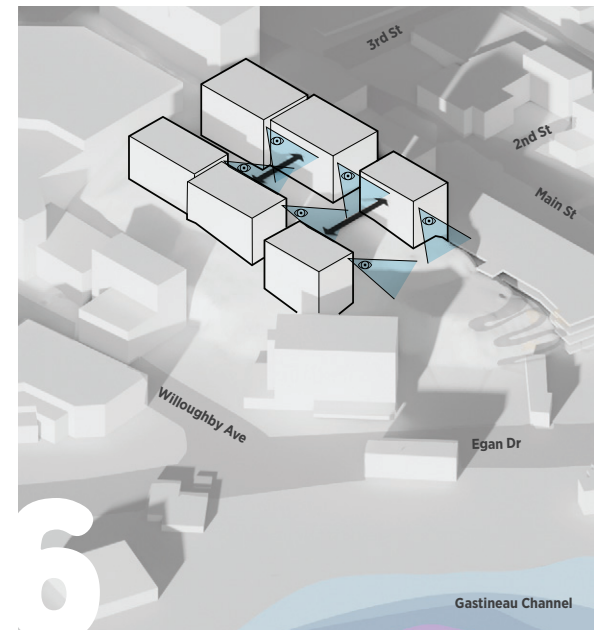 3rd St
2nd St
Main St
Willoughby Ave
Egan Dr
6
Gastineau Channel